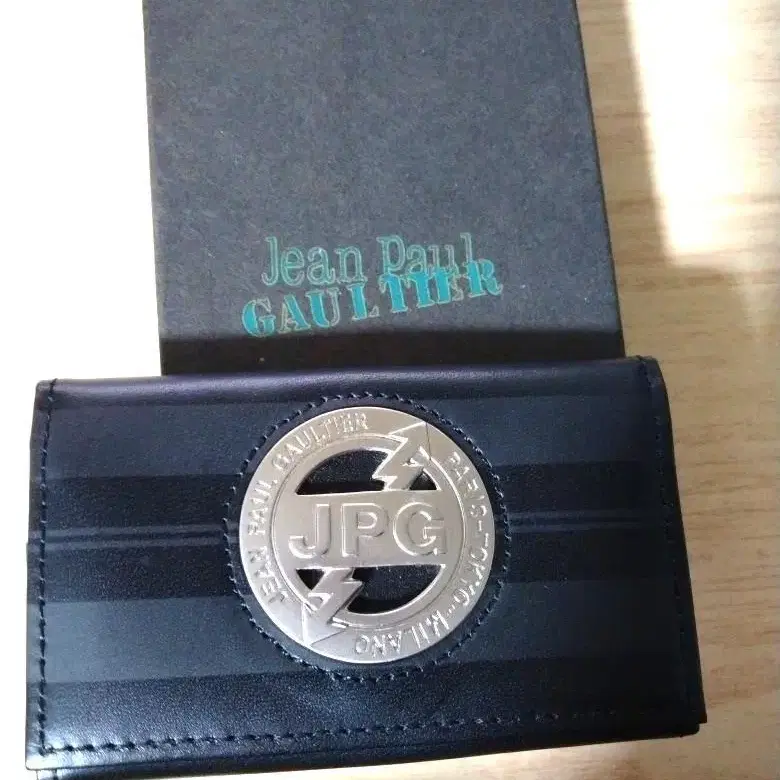 Jean Paul
GAULTIER
JEAN PAUL GAULTIER
PARIS-TOKYO-MILANO
JPG